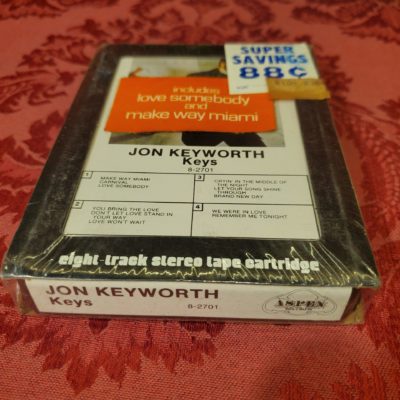 SUPER
SAVINGS
88¢
includes
love somebody
and
make way miami
JON KEYWORTH
Keys
8-2701
1
MAKE WAY MIAMI
CARNIVAL
LOVE SOMEBODY
3
CRYIN IN THE MIDDLE OF
THE NIGHT
LET YOUR SONG SHINE
THROUGH
BRAND NEW DAY
2
YOU BRING THE LOVE
DON'T LET LOVE STAND IN
YOUR WAY
LOVE WON'T WAIT
4
WE WERE IN LOVE
REMEMBER ME TONIGHT
eight-track stereo tape cartridge
JON KEYWORTH
Keys
8-2701
ASPEN